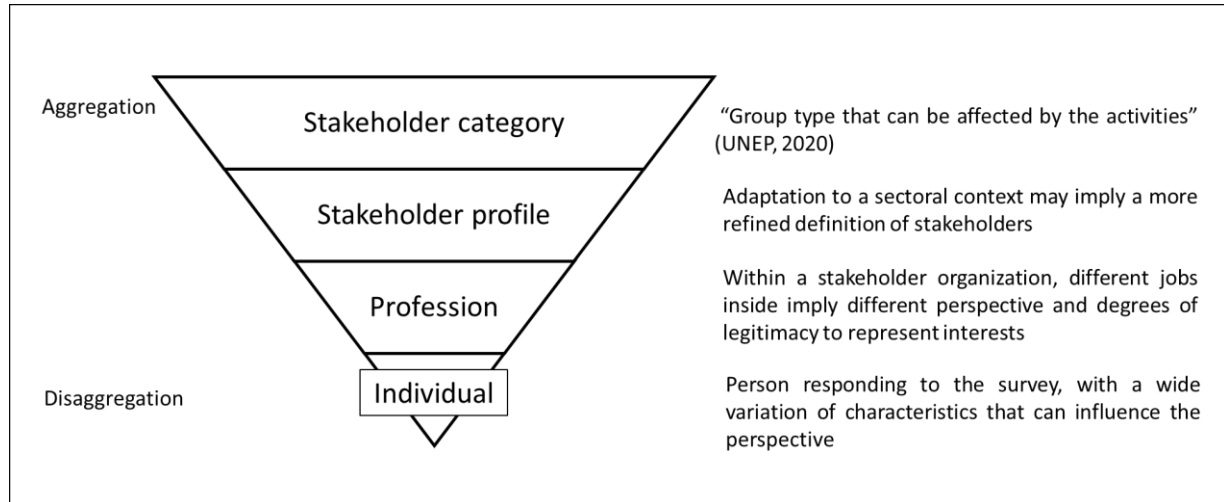 Aggregation
Stakeholder category
“Group type that can be affected by the activities”
(UNEP, 2020)
Stakeholder profile
Adaptation to a sectoral context may imply a more
refined definition of stakeholders
Profession
Within a stakeholder organization, different jobs
inside imply different perspective and degrees of
legitimacy to represent interests
Disaggregation
Individual
Person responding to the survey, with a wide
variation of characteristics that can influence the
perspective